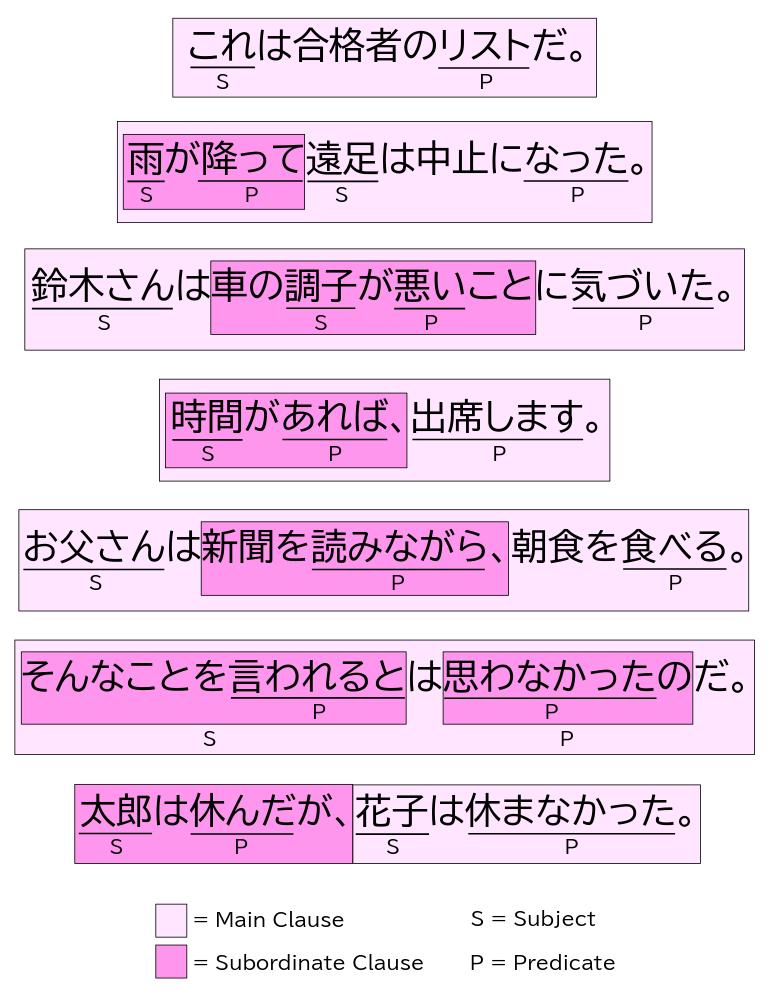 これは合格者のリストだ。
S P
雨が降って遠足は中止になった。
S P S P
鈴木さんは車の調子が悪いことに気づいた。
S S P P
時間があれば、出席します。
S P P
お父さんは新聞を読みながら、朝食を食べる。
S P P
そんなことを言われるとは思わなかったのだ。
P P
S P
太郎は休んだが、花子は休まなかった。
S P S P
= Main Clause S = Subject
= Subordinate Clause P = Predicate